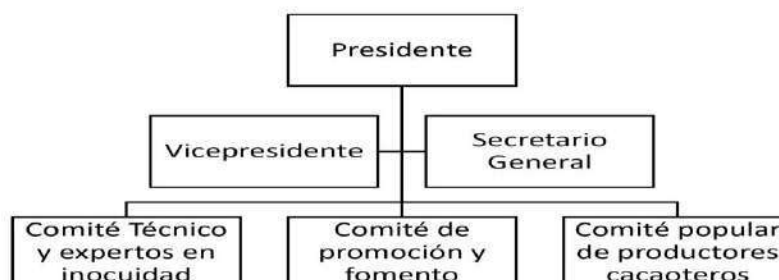 Presidente
Vicepresidente
Secretario
General
Comité Técnico
y expertos en
inocuidad
Comité de
promoción y
fomento
Comité popular
de productores
cacaoteros